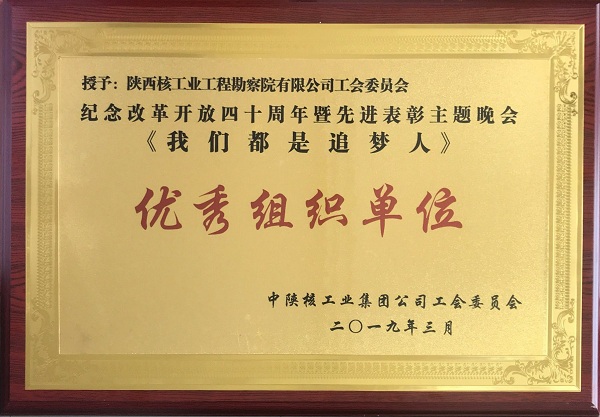 授予：陕西核工业工程勘察院有限公司工会委员会
纪念改革开放四十周年暨先进表彰主题晚会
《我们都是追梦人》
优秀组织单位
中陕核工业集团公司工会委员会
二〇一九年三月